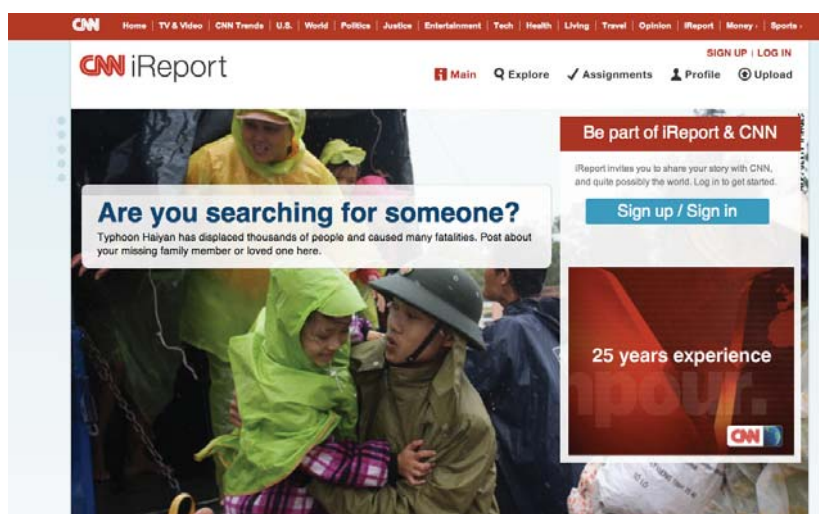 CNN Home TV & Video CNN Trends U.S. World Politics Justice Entertainment Tech Health Living Travel Opinion iReport Money Sports
SIGN UP LOG IN
CNN iReport
Main Explore Assignments Profile Upload
Be part of iReport & CNN
iReport invites you to share your story with CNN,
and quite possibly the world. Log in to get started.
Sign up / Sign in
Are you searching for someone?
Typhoon Haiyan has displaced thousands of people and caused many fatalities. Post about
your missing family member or loved one here.
25 years experience
npour.
CNN